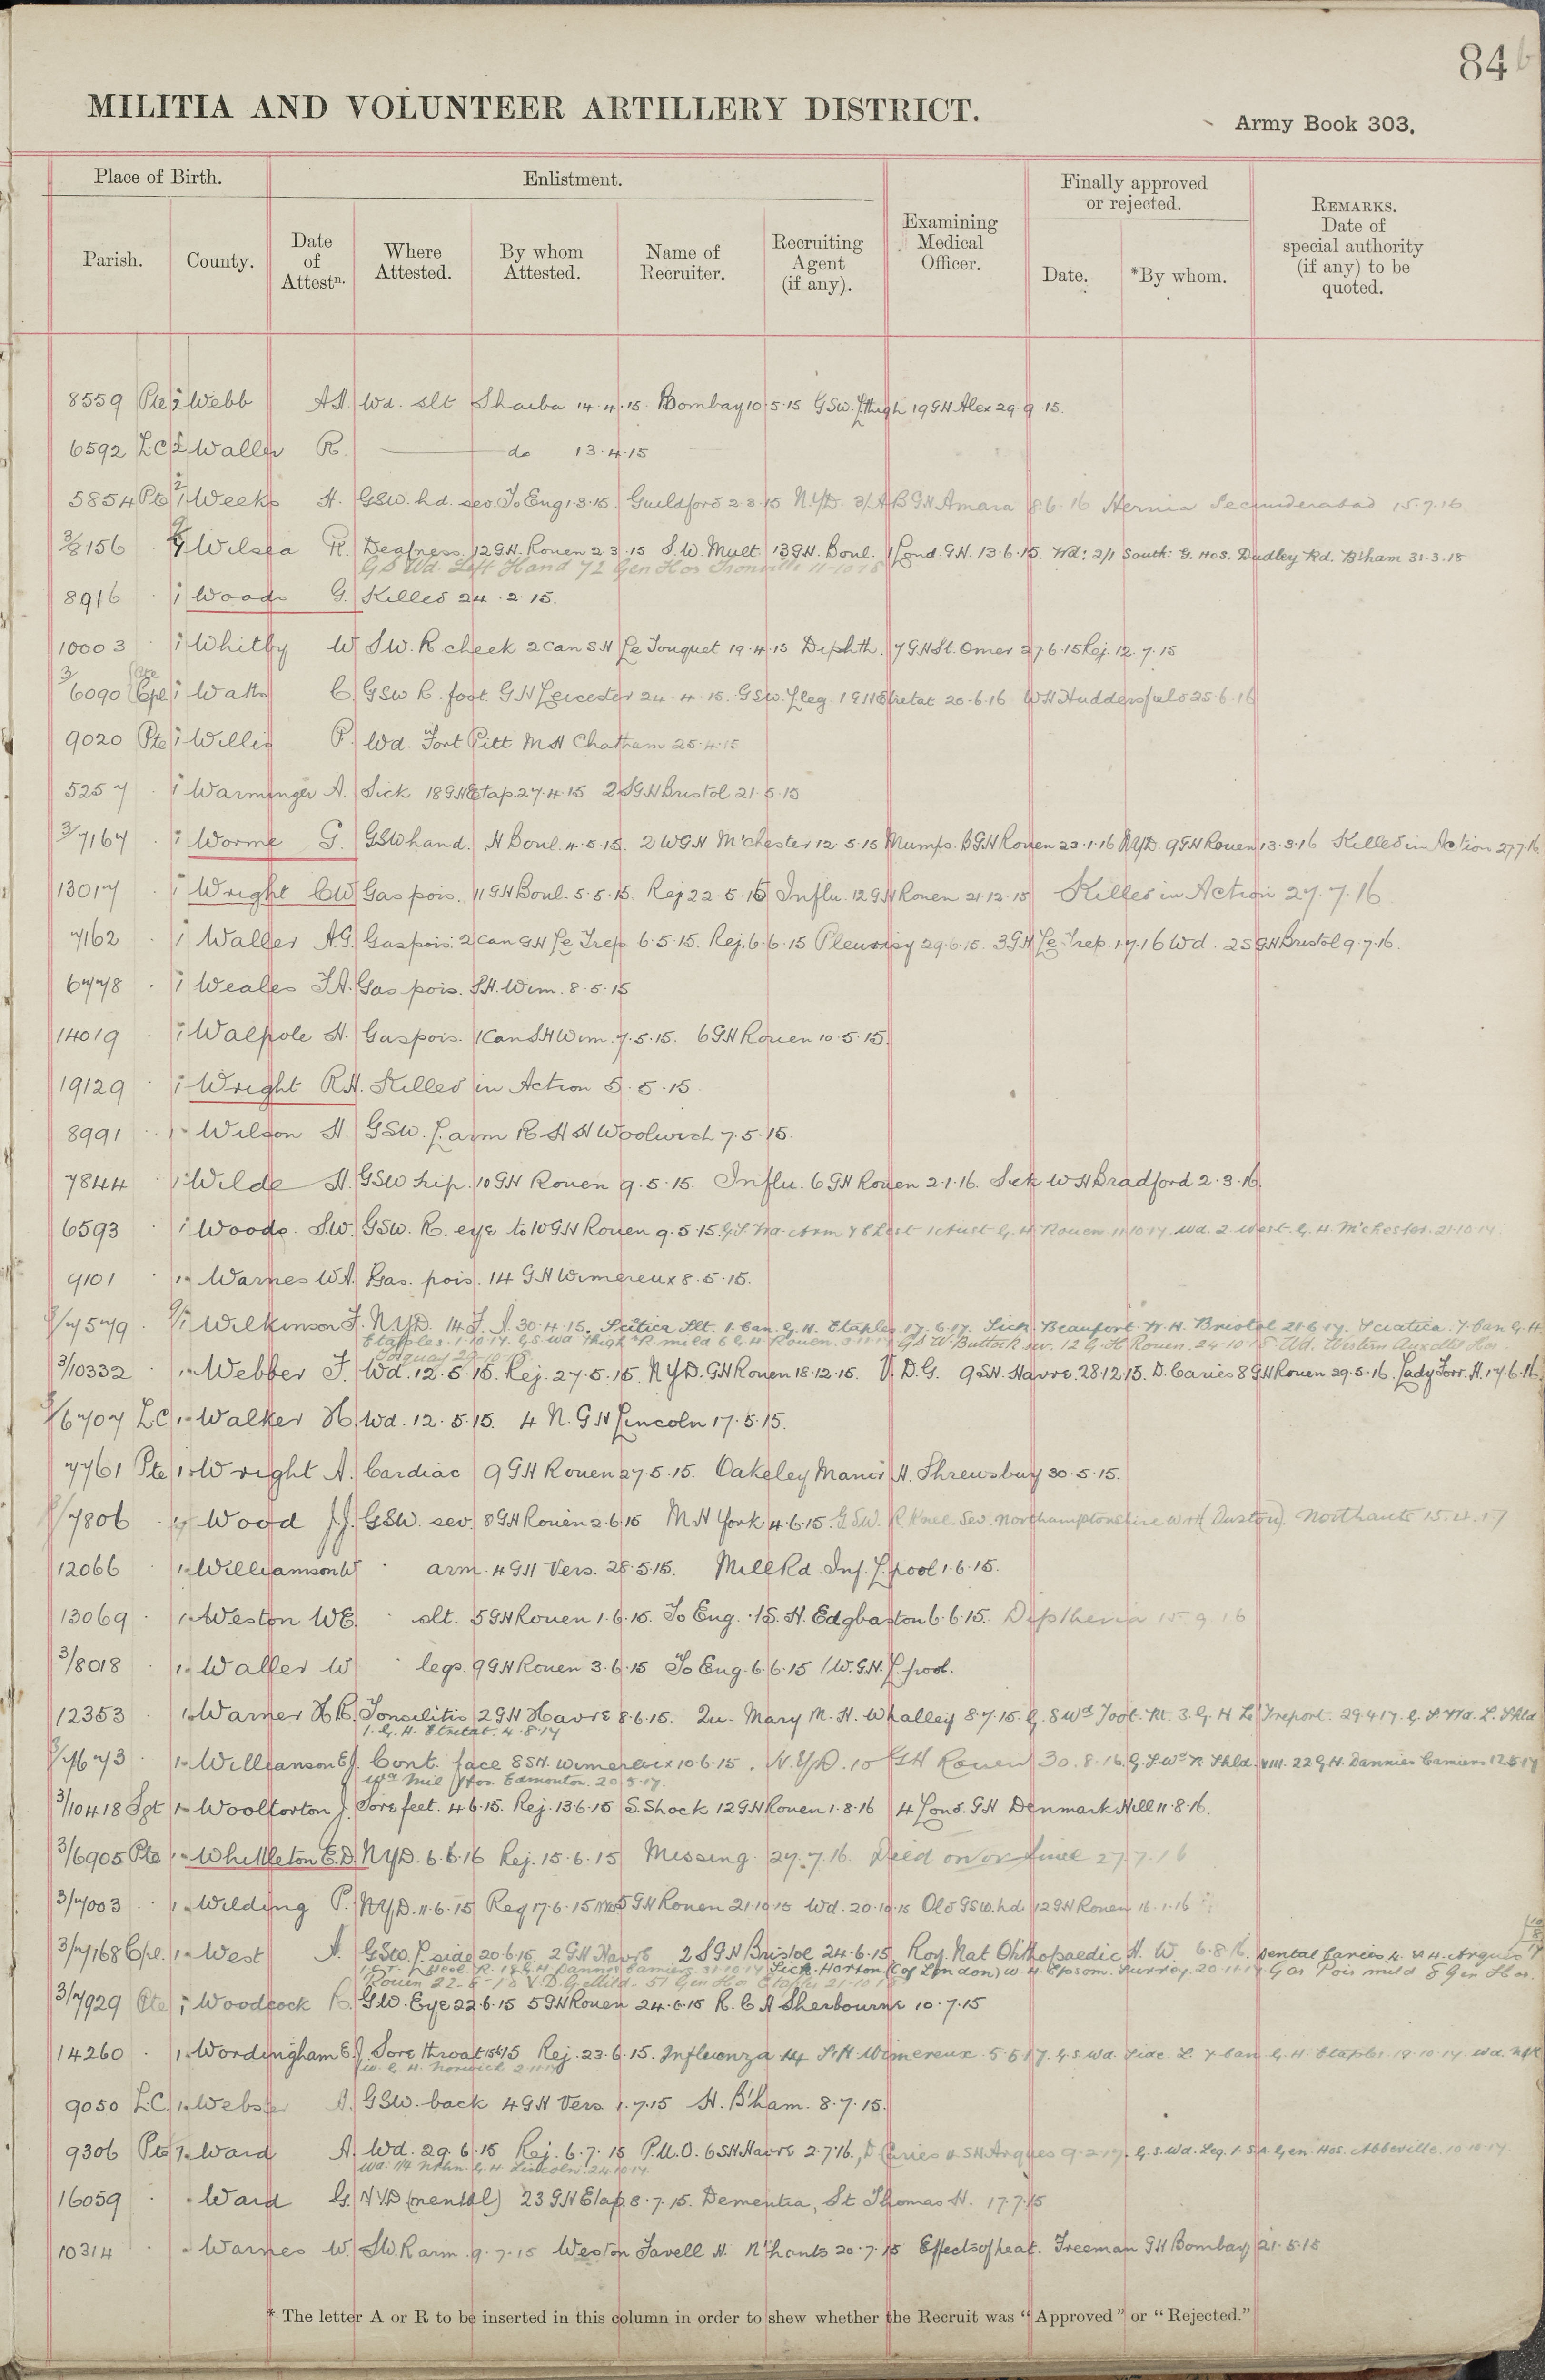 84 b
MILITIA AND VOLUNTEER ARTILLERY DISTRICT.
Army Book 303.
Place of Birth. Enlistment. Finally approved or rejected.
Parish. County. Date of Attestn. Where Attested. By whom Attested. Name of Recruiter. Recruiting Agent (if any). Examining Medical Officer. Date. *By whom. REMARKS. Date of special authority (if any) to be quoted.
8559 Pte 2 Webb AA. Wd. slt Shaiba 14.4.15. Bombay 10.5.15 GSW. L thigh 19 GH Alex 29.9.15.
6592 L.C 2 Waller R. do 13.4.15
5854 Pte 2/1 Weeks H. GSW. hd. sev. To Eng 1.3.15. Guildford 2.3.15 N.Y.D. 3/A B GH Amara 8.6.16 Hernia Secunderabad 15.7.16
3/8156 Wilsea R. Deafness. 12 GH. Rouen 2 3.15 S.W. Mult 13 GH. Boul. 1 Lond. GH. 13.6.15. Wd: 2/1 South: G. Hos. Dudley Rd. B'ham 31.3.18
GS Wd. Left Hand 72 Gen Hos Trouville 11-10 18
8916 1 Woods G. Killed 24.2.15.
10003 1 Whitby W SW. R cheek 2 Can SH Le Touquet 19.4.15 Diphth. 7 GH St. Omer 27 6.15 Rej. 12.7.15
3/6090 Cpl 1 Watts C. GSW R. foot. GH Leicester 24.4.15. GSW. L leg. 1 GH Etretat 20.6.16 WH Huddersfield 25.6.16
9020 Pte 1 Willis P. Wd. Fort Pitt MH Chatham 25.4.15
5257 1 Warminger A. Sick 18 GH Etap. 27.4.15 2 SGH Bristol 21.5.15
3/7167 1 Worme G. GSW hand. H Boul. 4.5.15. 2 WGH M'chester 12.5.15 Mumps. B GH Rouen 23.1.16 NYD. 9 GH Rouen 13.3.16 Killed in Action 27.7.16
13017 1 Wright CW Gas pois. 11 GH Boul. 5.5.15. Rej 22.5.15 Influ. 12 GH Rouen 21.12.15 Killed in Action 27.7.16
7162 1 Waller A.G. Gas pois: 2 Can GH Le Trep 6.5.15. Rej. 6.6.15 Pleurisy 29.6.15. 3 GH Le Trep. 1.7.16 Wd. 2 S GH Bristol 9.7.16.
6778 1 Weales F.A. Gas pois. SH. Wim. 8.5.15
14019 1 Walpole H. Gas pois. 1 Can SH Wim. 7.5.15. 6 GH Rouen 10.5.15.
19129 1 Wright R.H. Killed in Action 5.5.15.
8991 1 Wilson H GSW. L. arm R H H Woolwich 7.5.15.
7844 1 Wilde H. GSW hip. 10 GH Rouen 9.5.15. Influ. 6 GH Rouen 2.1.16. Sick WH Bradford 2.3.16.
6593 1 Woods. S.W. GSW. R. eye to 10 GH Rouen 9.5.15. G.S Wd. Arm & Chest 1 Aust G. H. Rouen 11.10.17. Wd. 2. West. G. H. M'chester. 21.10.17.
9101 1 Warnes W.A. Gas. pois. 14 GH Wimereux 8.5.15.
3/7579 Wilkinson F. NYD. 14. F. A 30.4.15. Scitica Slt. 1. Can. G. H. Etaples 17.6.17. Sick. Beaufort W. H. Bristol 21.6.17. Sciatica. 7. Can G. H.
Etaples. 1.10.17. G.S. wd Thigh R. mild 6 G. H Rouen. GS W. Buttock sev. 12 G.H Rouen. 24.10.18 Wd. Western Hos
Torquay
3/10332 1 Webber F. Wd. 12.5.15. Rej. 27.5.15. NYD. GH Rouen 18.12.15. V.D.G. 9 SH. Havre. 28.12.15. D. Caries 8 GH Rouen 29.5.16. Lady Forr. H. 17.6.16.
3/6707 L.C 1 Walker H Wd. 12.5.15. 4 N. GH Lincoln 17.5.15.
7761 Pte 1 Wright A. Cardiac 9 GH Rouen 27.5.15. Oakeley Manor H. Shrewsbury 30.5.15.
3/7806 Wood J.J. GSW. sev. 8 GH Rouen 2.6.15 M.H York 4.6.15. GSW. R Knee. Sev. Northamptonshire WH (Duston). Northants 15.4.17
12066 1 Williamson W arm. 4 GH Vers. 28.5.15. Mill Rd. Inf. L'pool 1.6.15.
13069 1 Weston WE. slt. 5 GH Rouen 1.6.15. To Eng. 1 S. H. Edgbaston 6.6.15. Diptheria 15.9.16
3/8018 1 Waller W legs. 9 GH Rouen 3.6.15 To Eng. 6.6.15 1 W.G.H. L.pool.
12353 1 Warner H R. Tonsilitis 2 GH Havre 8.6.15. Qu. Mary M. H. Whalley 8.7.15. G. S Wd Foot. Rt. 3. G. H Le Treport. 29.4.17. G. S Wd. L. Shld
1. G. H. Etretat 4.8.17
3/7673 1 Williamson E.J. Cont. face 8 SH. Wimereux 10.6.15. N.Y.D. 10 GH Rouen 30.8.16. G. S Wd R Shld. 22 G.H. Dannies Camiers 12.5.17
Wd Mil Hos. Edmonton. 20.5.17.
3/10418 Sgt 1 Wooltorton J. Sore feet. 4.6.15. Rej. 13.6.15 S. Shock 12 GH Rouen 1.8.16 4 Lond. GH Denmark Hill 11.8.16.
3/6905 Pte 1 Whittleton E.D. NYD. 6.6.16 Rej. 15.6.15 Missing. 27.7.16. Died on or since 27.7.16
3/7003 1 Wilding P. NYD. 11.6.15 Reg 17.6.15 5 GH Rouen 21.10.15 Wd. 20.10.15 Old GSW. hd. 12 GH Rouen 16.1.16
3/7168 Cpl. 1 West A. GSW. L side 20.6.15. 2 GH Havre 2 S GH Bristol 24.6.15 Roy. Nat Orthopaedic H. W. 6.8.16. Dental Caries 4. S H. Arques
18 G H Dannes Camiers. 31.10.17 Sick. Horton (Co of London) W. H. Epsom. Surrey. 20.11.17 Gas Pois mild 8 Gen Hos.
Rouen 22-6-18 V.D.G. Mild. 51 Gen Hos Etaples 21-10
3/7929 Pte 1 Woodcock R. GW. Eye 22.6.15 5 GH Rouen 24.6.15 R. C H Sherbourne 10.7.15
14260 1 Wordingham E.J. Sore throat 15.6.15 Rej. 23.6.15. Influenza 14 S.H Wimereux 5.6.17. G.S. Wd. Side L 7 Can G. H. Etaples. 19.10.17. Wd. N&N
W. G. H. Norwich 2.11.17
9050 L.C. 1 Webster A. GSW. back 4 GH Vers 1.7.15 H. B'ham. 8.7.15.
9306 Pte 1 Ward A. Wd. 29.6.15 Rej. 6.7.15 P.U.O. 6 SH Havre 2.7.16., D Caries 4 SH Arques 9.2.17. G.S. Wd. Leg. 1. S.A. Gen. Hos. Abbeville. 10.10.17.
Wd. 1/4 Nthn. G. H Lincoln. 24.10.17.
16059 Ward G. NYD (mental) 23 GH Etap. 8.7.15. Dementia, St Thomas H. 17.7.15
10314 Warnes W. SW. R arm. 9.7.15 Weston Favell H. N'hants 20.7.15 Effects of heat. Freeman GH Bombay 21.5.18
* The letter A or R to be inserted in this column in order to shew whether the Recruit was "Approved" or "Rejected."